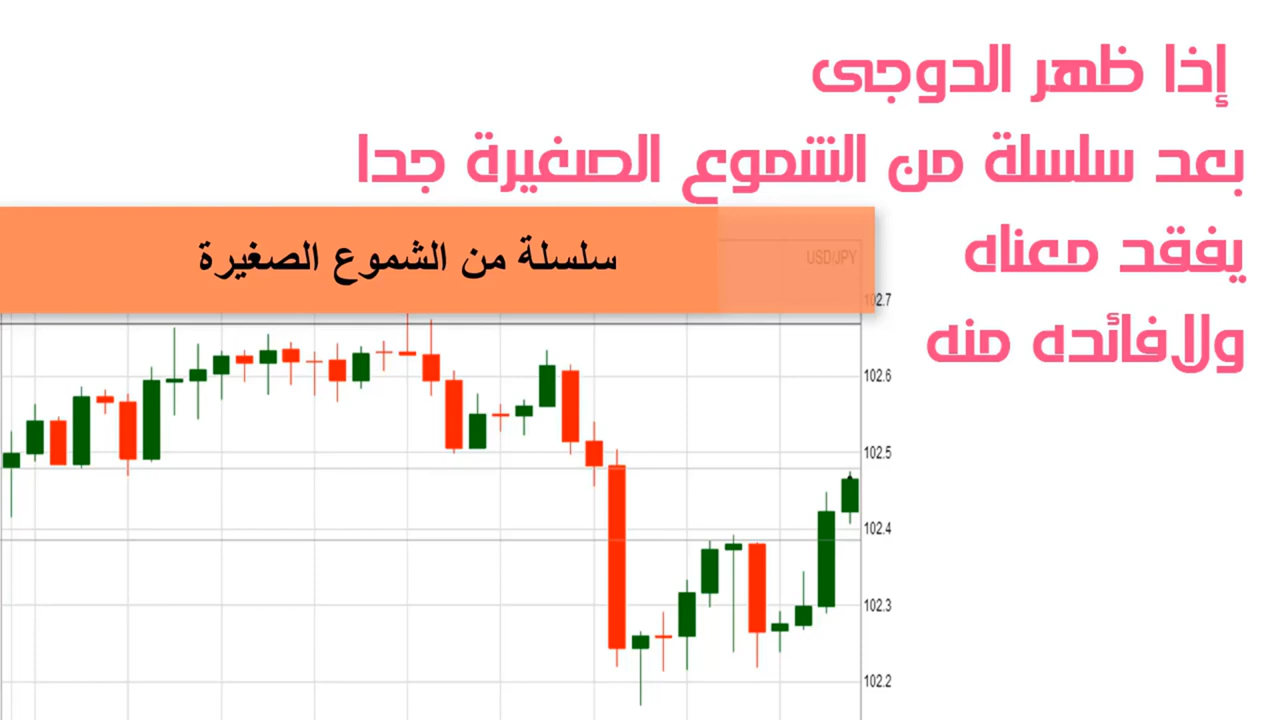 إذا ظهر الدوجى
بعد سلسلة من الشموع الصغيرة جدا
يفقد معناه
ولافائده منه
سلسلة من الشموع الصغيرة
USD/JPY
102.7
102.6
102.5
102.4
102.3
102.2